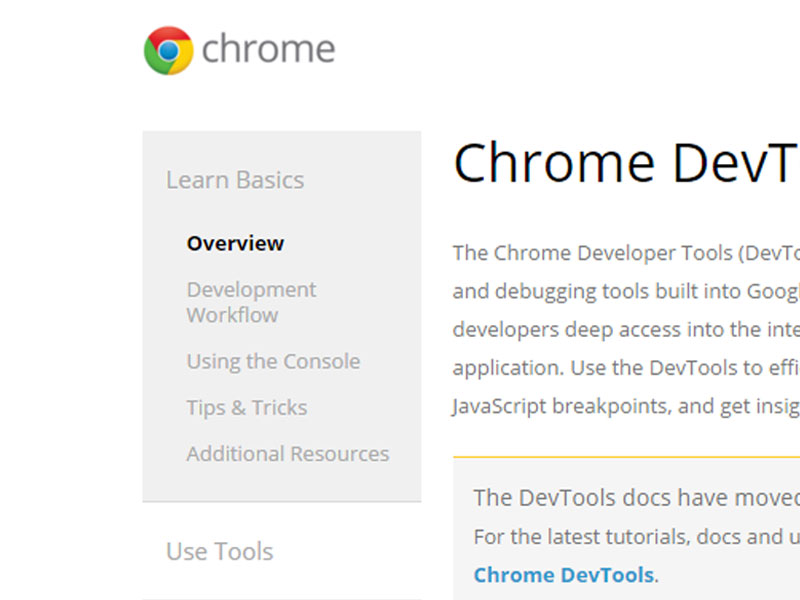 chrome
Learn Basics
Overview
Development
Workflow
Using the Console
Tips & Tricks
Additional Resources
Use Tools
Chrome DevT
The Chrome Developer Tools (DevTo
and debugging tools built into Googl
developers deep access into the inte
application. Use the DevTools to effi
JavaScript breakpoints, and get insig
The DevTools docs have moved
For the latest tutorials, docs and u
Chrome DevTools.